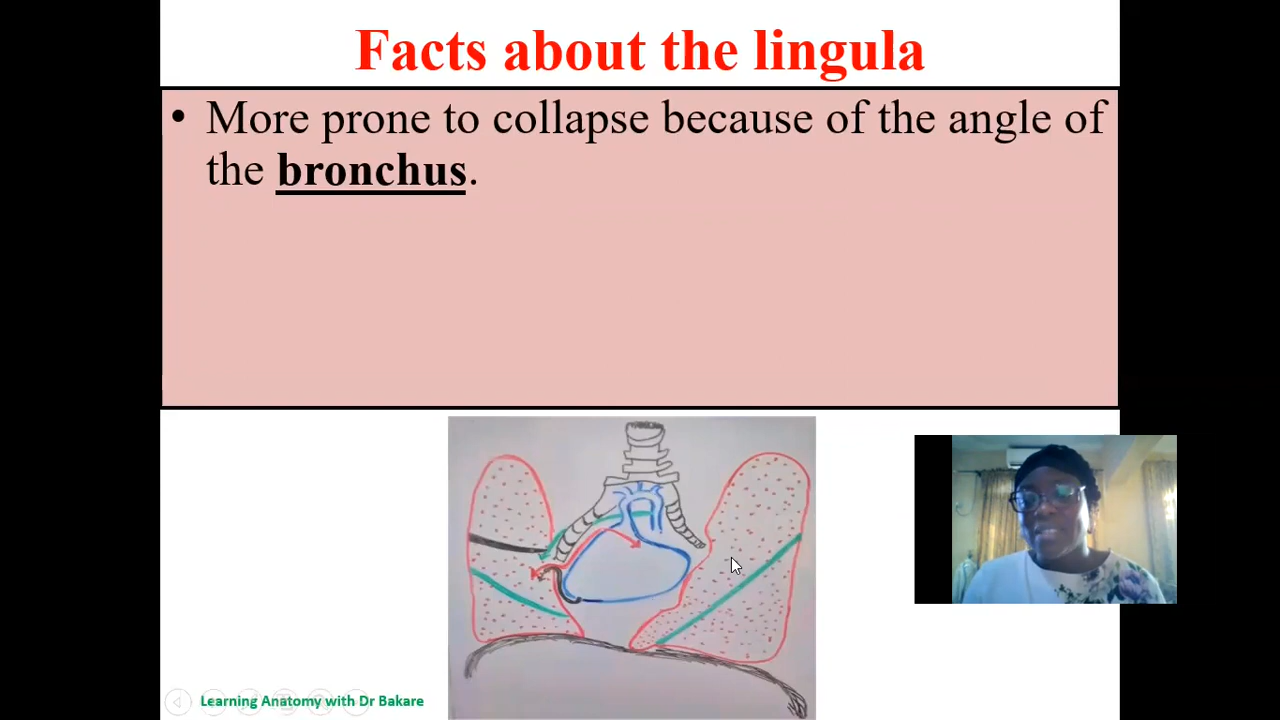 Facts about the lingula
• More prone to collapse because of the angle of
the bronchus.
Learning Anatomy with Dr Bakare